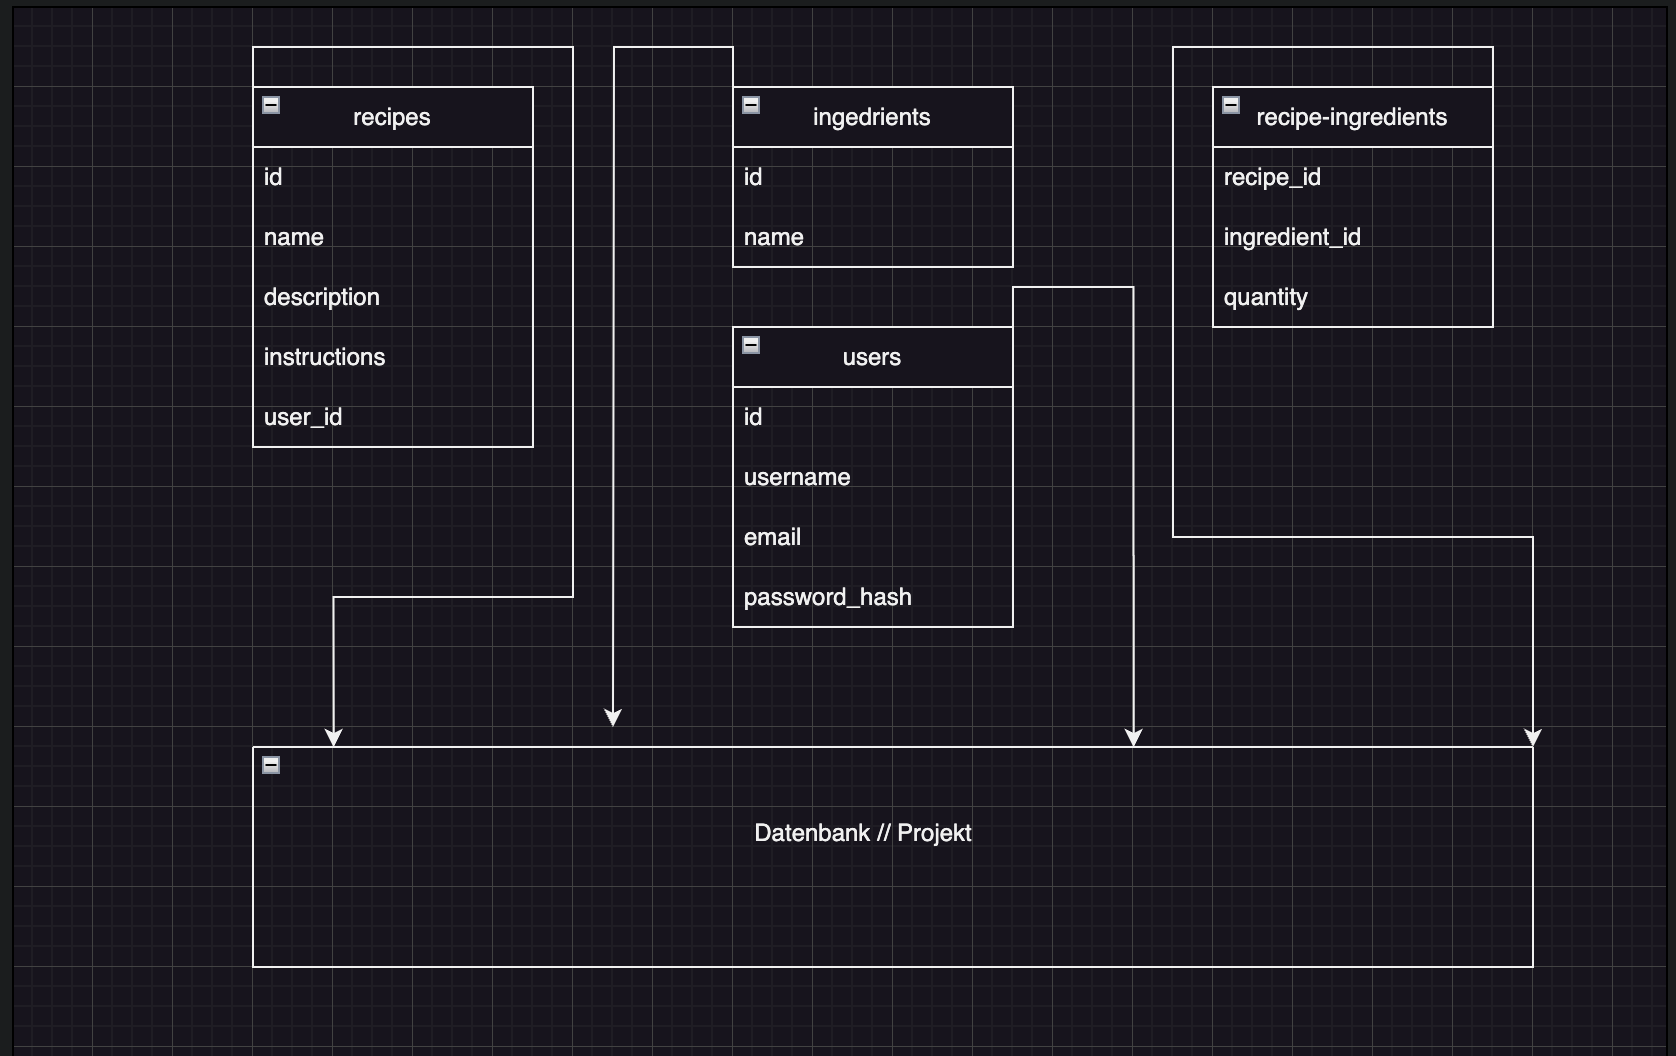 recipes
id
name
description
instructions
user_id
ingedrients
id
name
users
id
username
email
password_hash
recipe-ingredients
recipe_id
ingredient_id
quantity
Datenbank // Projekt